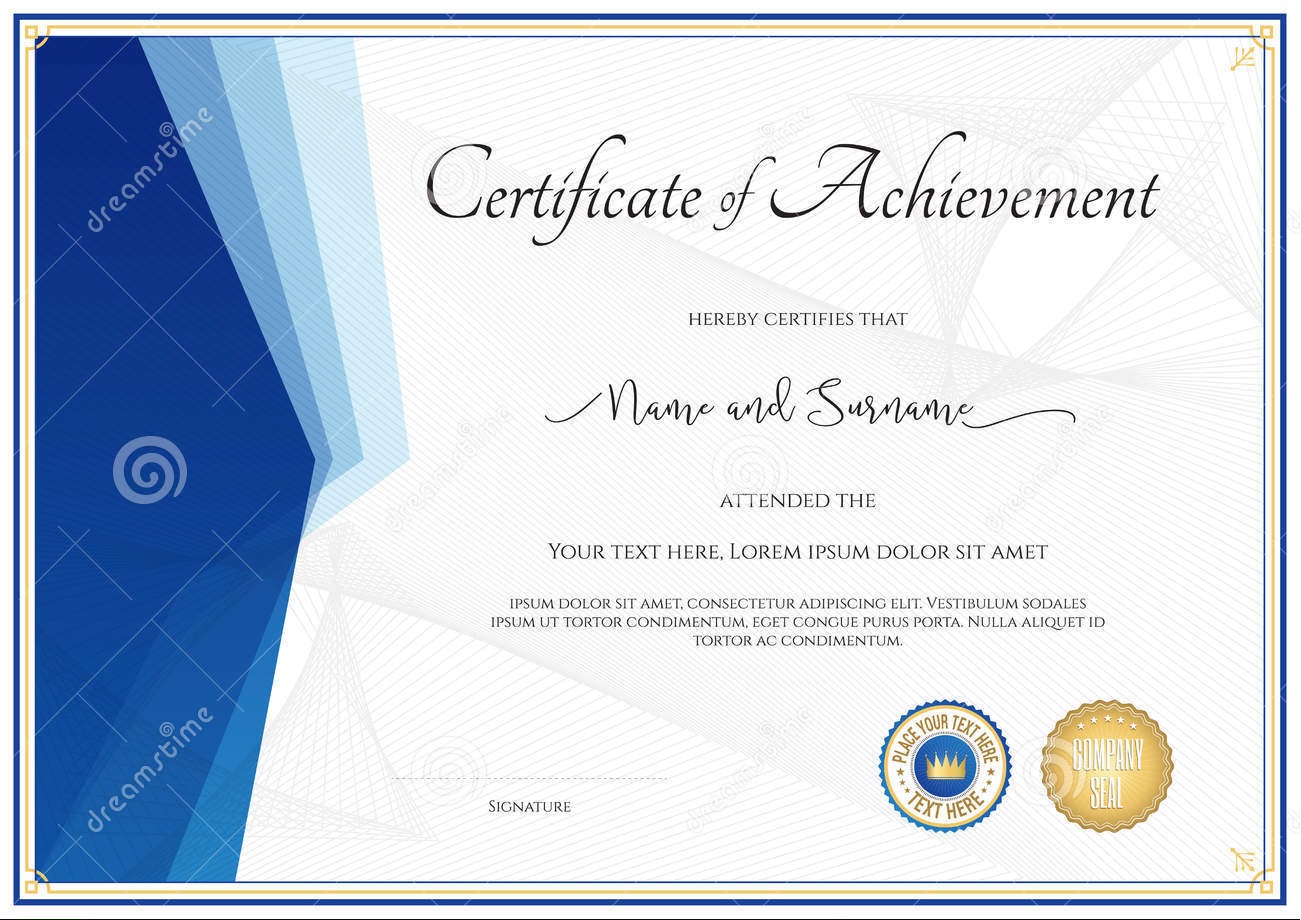 Certificate of Achievement
HEREBY CERTIFIES THAT
Name and Surname
ATTENDED THE
YOUR TEXT HERE, LOREM IPSUM DOLOR SIT AMET
IPSUM DOLOR SIT AMET, CONSECTETUR ADIPISCING ELIT. VESTIBULUM SODALES
IPSUM UT TORTOR CONDIMENTUM, EGET CONGUE PURUS PORTA. NULLA ALIQUET ID
TORTOR AC CONDIMENTUM.
SIGNATURE
PLACE YOUR TEXT HERE
TEXT HERE
COMPANY
SEAL
dreamstime
dreamstime
dreamstime
dreamstime
dreamstime
dreamstime